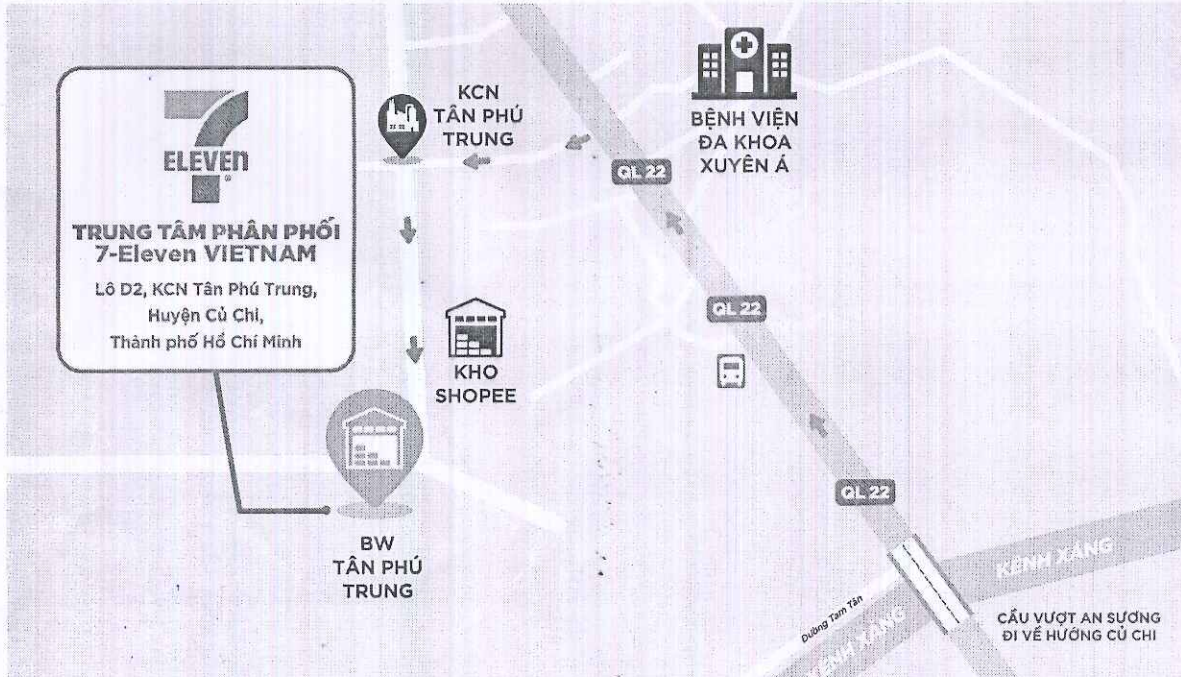 7
ELEVEn
®
TRUNG TÂM PHÂN PHỐI
7-Eleven VIETNAM
Lô D2, KCN Tân Phú Trung,
Huyện Củ Chi,
Thành phố Hồ Chí Minh
KCN
TÂN PHÚ
TRUNG
BỆNH VIỆN
ĐA KHOA
XUYÊN Á
QL 22
QL 22
KHO
SHOPEE
QL 22
BW
TÂN PHÚ
TRUNG
KÊNH XÁNG
Đường Tam Tân
KÊNH XÁNG
CẦU VƯỢT AN SƯƠNG
ĐI VỀ HƯỚNG CỦ CHI